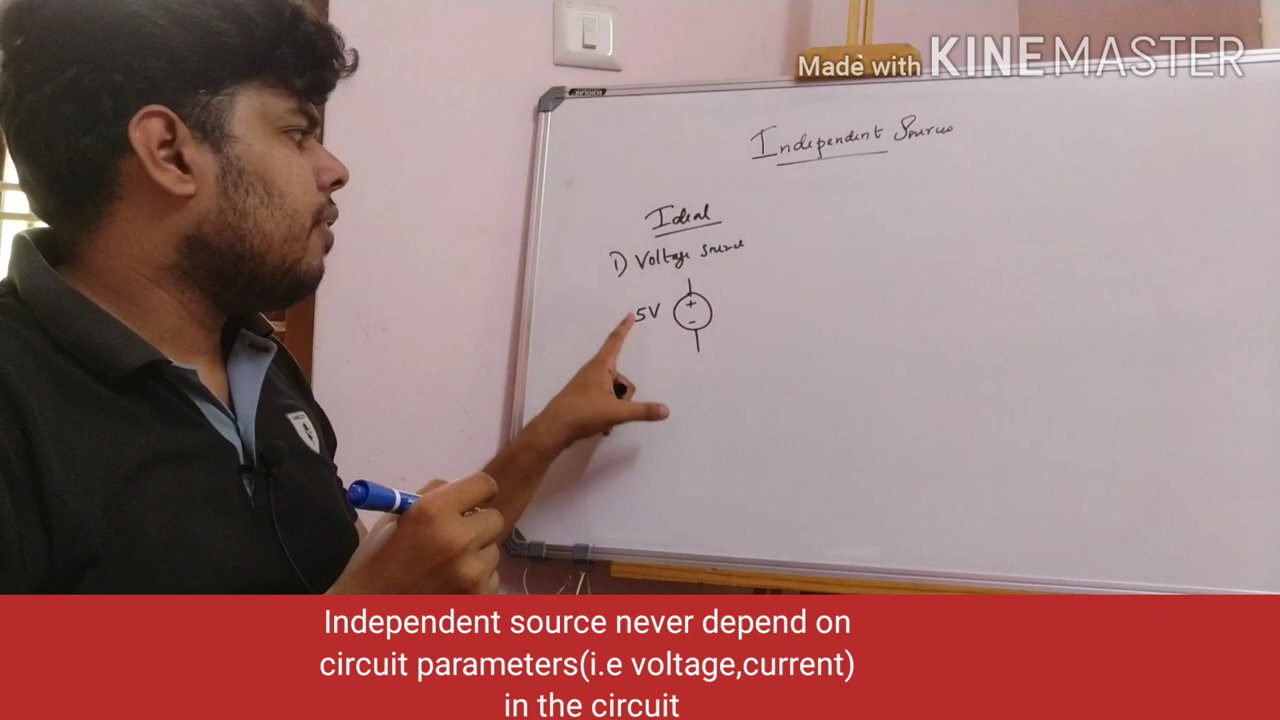 Made with KINEMASTER
Independent Sources
Ideal
1) Voltage source
5V
+
-
Independent source never depend on
circuit parameters(i.e voltage,current)
in the circuit